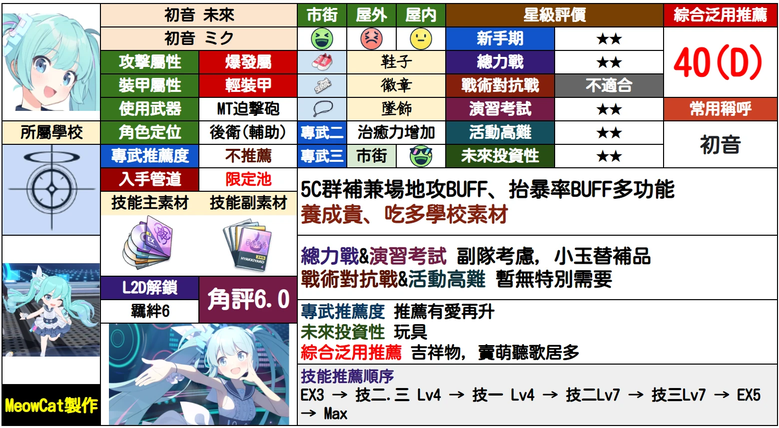 初音 未來
市街 屋外 屋內
星級評價
綜合泛用推薦
初音 ミク
新手期 ★★
40(D)
攻擊屬性 爆發屬
鞋子
總力戰 ★★
裝甲屬性 輕裝甲
徽章
戰術對抗戰 不適合
使用武器 MT迫擊砲
墜飾
演習考試 ★★
常用稱呼
所屬學校
角色定位 後衛(輔助)
專武二 治癒力增加
活動高難 ★★
初音
專武推薦度 不推薦
專武三 市街
未來投資性 ★★
入手管道 限定池
技能主素材 技能副素材
5C群補兼場地攻BUFF、抬暴率BUFF多功能
養成貴、吃多學校素材
總力戰&演習考試 副隊考慮, 小玉替補品
戰術對抗戰&活動高難 暫無特別需要
L2D解鎖
羈絆6
角評6.0
專武推薦度 推薦有愛再升
未來投資性 玩具
綜合泛用推薦 吉祥物, 賣萌聽歌居多
技能推薦順序
EX3 → 技二.三 Lv4 → 技一 Lv4 → 技二Lv7 → 技三Lv7 → EX5
→ Max
MeowCat製作